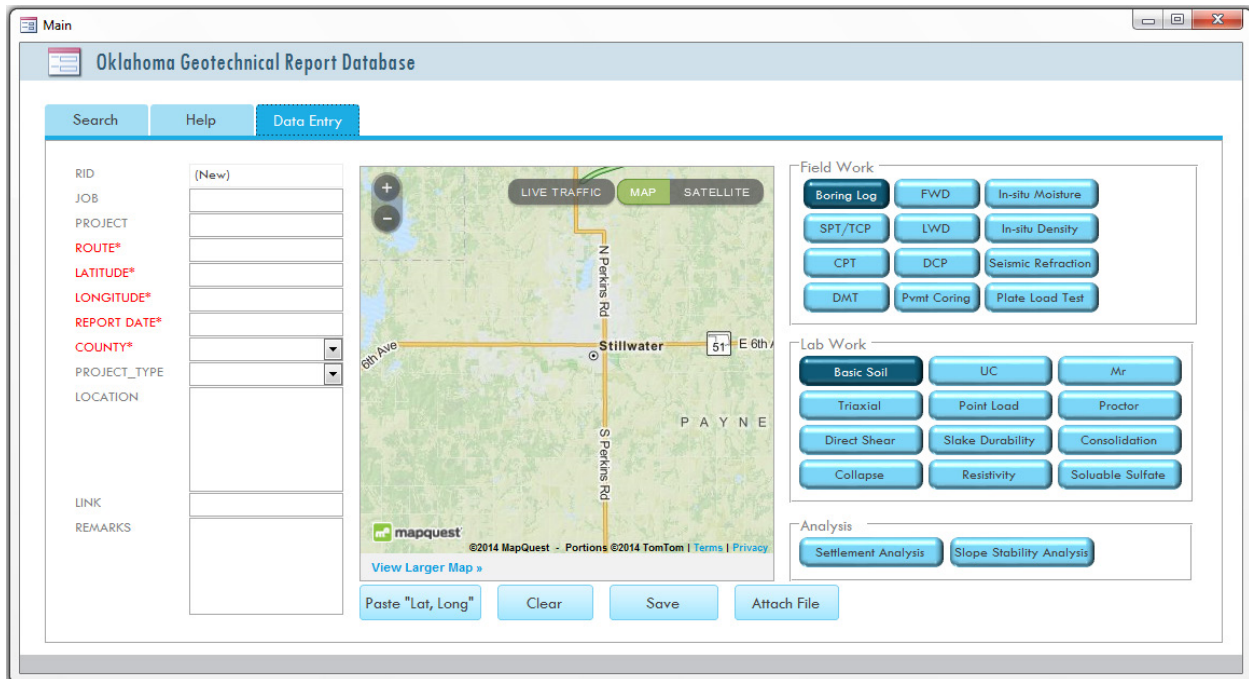 Main
Oklahoma Geotechnical Report Database
Search Help Data Entry
RID (New)
JOB
PROJECT
ROUTE*
LATITUDE*
LONGITUDE*
REPORT DATE*
COUNTY*
PROJECT_TYPE
LOCATION
LINK
REMARKS
+
−
LIVE TRAFFIC MAP SATELLITE
N Perkins Rd
6th Ave
Stillwater
51
E 6th A
P A Y N E
S Perkins Rd
mapquest
©2014 MapQuest - Portions ©2014 TomTom | Terms | Privacy
View Larger Map »
Paste "Lat, Long" Clear Save Attach File
Field Work
Boring Log FWD In-situ Moisture
SPT/TCP LWD In-situ Density
CPT DCP Seismic Refraction
DMT Pvmt Coring Plate Load Test
Lab Work
Basic Soil UC Mr
Triaxial Point Load Proctor
Direct Shear Slake Durability Consolidation
Collapse Resistivity Soluable Sulfate
Analysis
Settlement Analysis Slope Stability Analysis